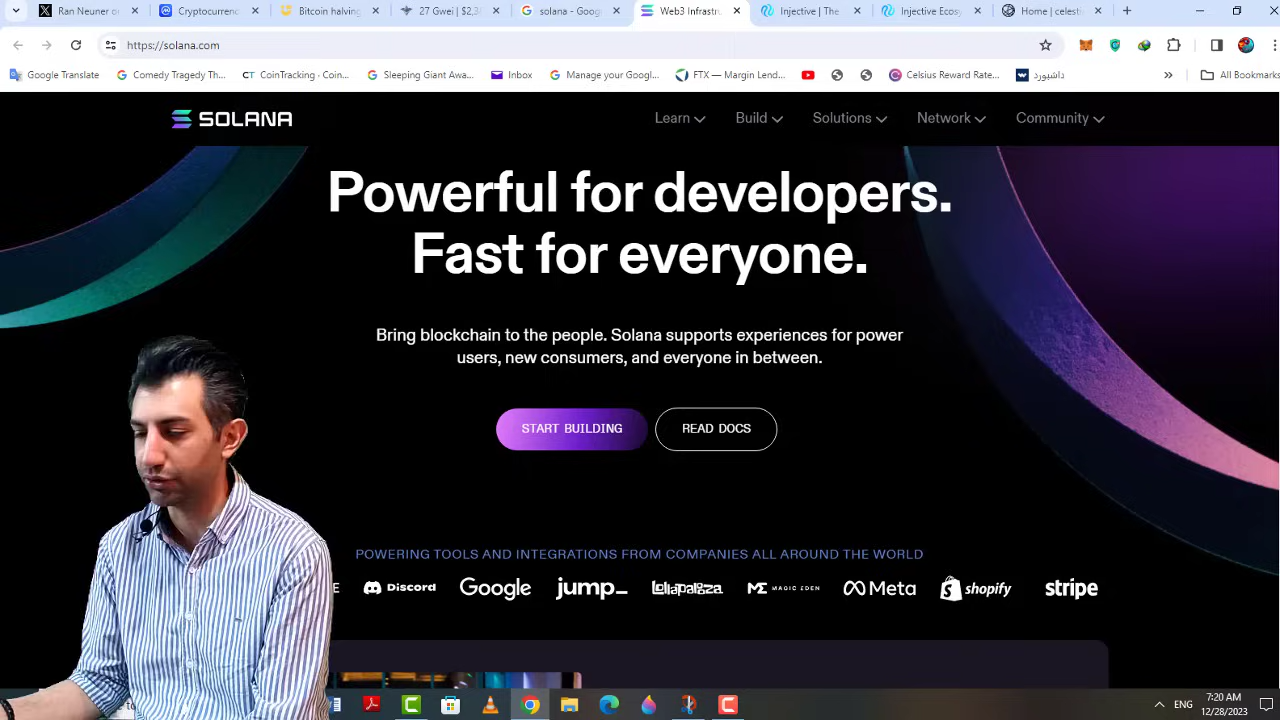 Ran Neuner or
Cryptocurrenc
Bitcoin halving
27 Gwei | $2,3
solana - Goog
Web3 Infrastru
Injective | The
Injective Ecos
Home | celesti
https://solana.com
Google Translate
Comedy Tragedy Th...
CoinTracking · Coin...
Sleeping Giant Awa...
Inbox
Manage your Googl...
FTX — Margin Lend...
Celsius Reward Rate...
داشبورد
All Bookmarks
SOLANA
Learn
Build
Solutions
Network
Community
Powerful for developers.
Fast for everyone.
Bring blockchain to the people. Solana supports experiences for power
users, new consumers, and everyone in between.
START BUILDING
READ DOCS
POWERING TOOLS AND INTEGRATIONS FROM COMPANIES ALL AROUND THE WORLD
Discord
Google
jump_
lollapalooza
MAGIC EDEN
Meta
shopify
stripe
ENG
7:20 AM
12/28/2023